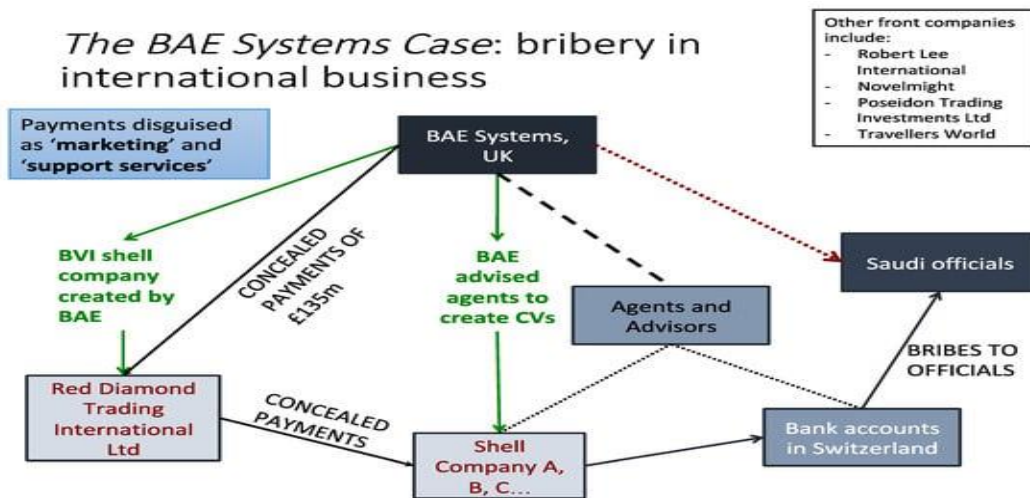 The BAE Systems Case: bribery in
international business
Other front companies
include:
- Robert Lee
International
- Novelmight
- Poseidon Trading
Investments Ltd
- Travellers World
Payments disguised
as ‘marketing’ and
‘support services’
BAE Systems,
UK
BVI shell
company
created by
BAE
CONCEALED
PAYMENTS OF
£135m
BAE
advised
agents to
create CVs
Agents and
Advisors
Saudi officials
BRIBES TO
OFFICIALS
Red Diamond
Trading
International
Ltd
CONCEALED
PAYMENTS
Shell
Company A,
B, C...
Bank accounts
in Switzerland